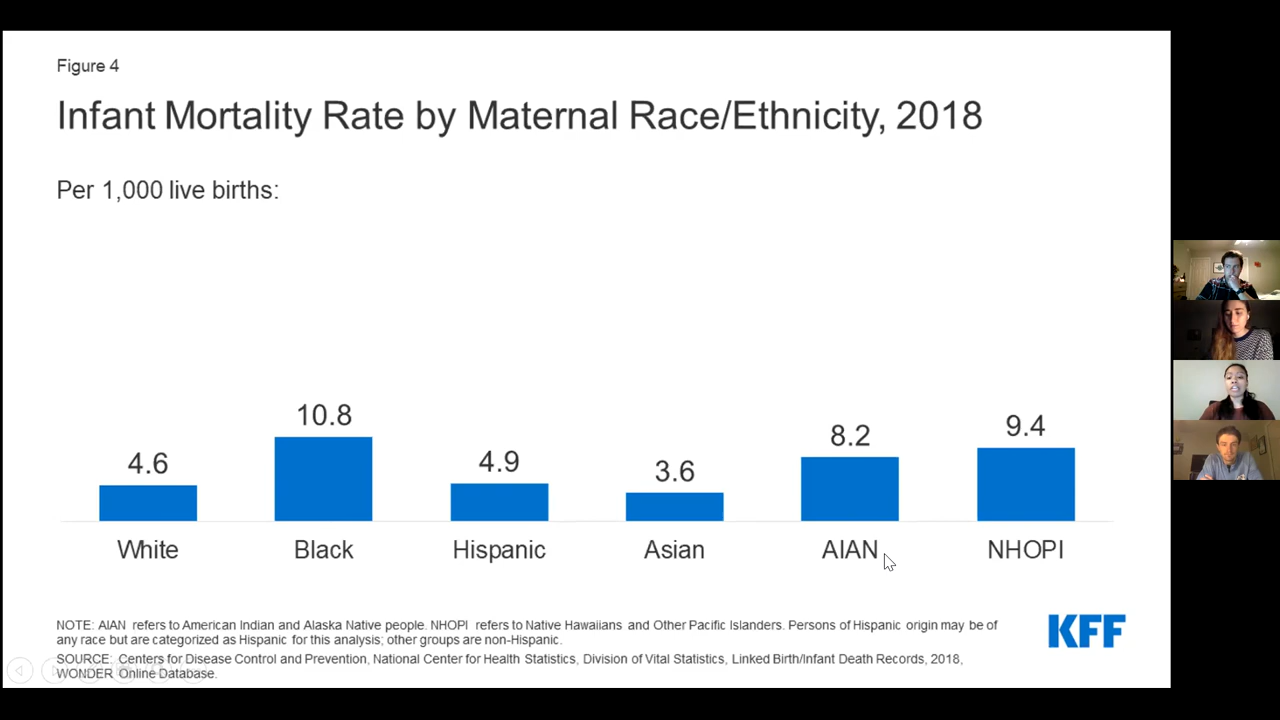 Figure 4
Infant Mortality Rate by Maternal Race/Ethnicity, 2018
Per 1,000 live births:
4.6
10.8
4.9
3.6
8.2
9.4
White
Black
Hispanic
Asian
AIAN
NHOPI
NOTE: AIAN refers to American Indian and Alaska Native people. NHOPI refers to Native Hawaiians and Other Pacific Islanders. Persons of Hispanic origin may be of
any race but are categorized as Hispanic for this analysis; other groups are non-Hispanic.
SOURCE: Centers for Disease Control and Prevention, National Center for Health Statistics, Division of Vital Statistics, Linked Birth/Infant Death Records, 2018,
WONDER Online Database.
KFF